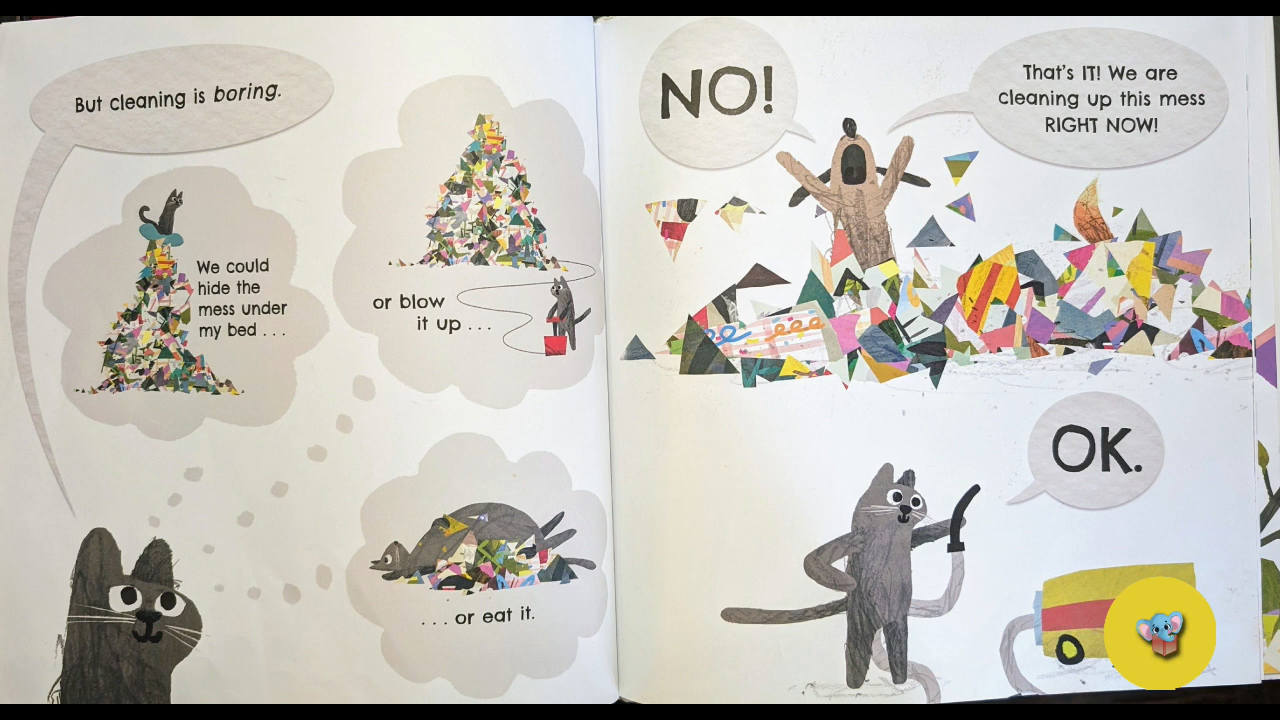 But cleaning is boring.
We could
hide the
mess under
my bed . . .
or blow
it up . . .
. . . or eat it.
NO!
That's IT! We are
cleaning up this mess
RIGHT NOW!
OK.